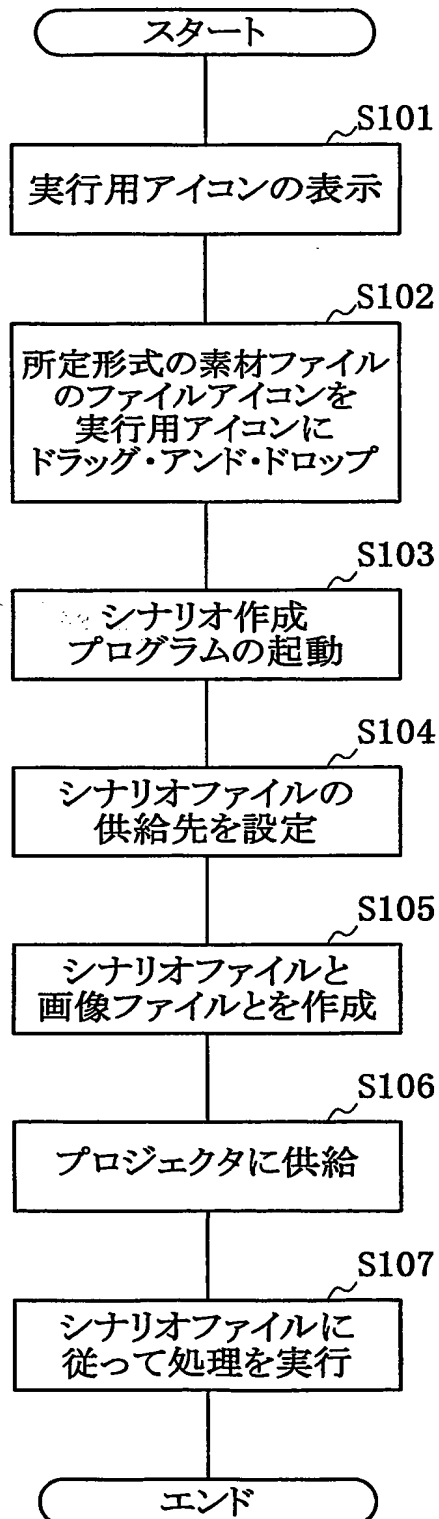 スタート
S101
実行用アイコンの表示
S102
所定形式の素材ファイル
のファイルアイコンを
実行用アイコンに
ドラッグ・アンド・ドロップ
S103
シナリオ作成
プログラムの起動
S104
シナリオファイルの
供給先を設定
S105
シナリオファイルと
画像ファイルとを作成
S106
プロジェクタに供給
S107
シナリオファイルに
従って処理を実行
エンド